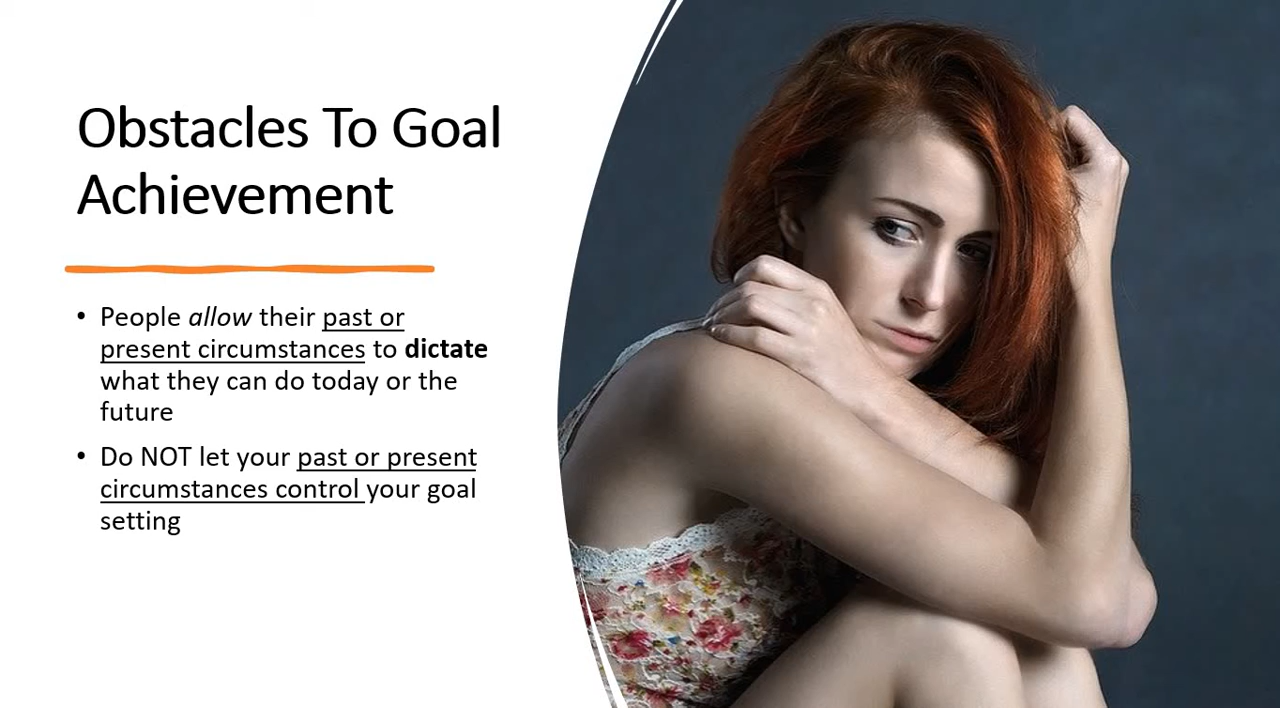 Obstacles To Goal
Achievement
• People allow their past or
present circumstances to dictate
what they can do today or the
future
• Do NOT let your past or present
circumstances control your goal
setting